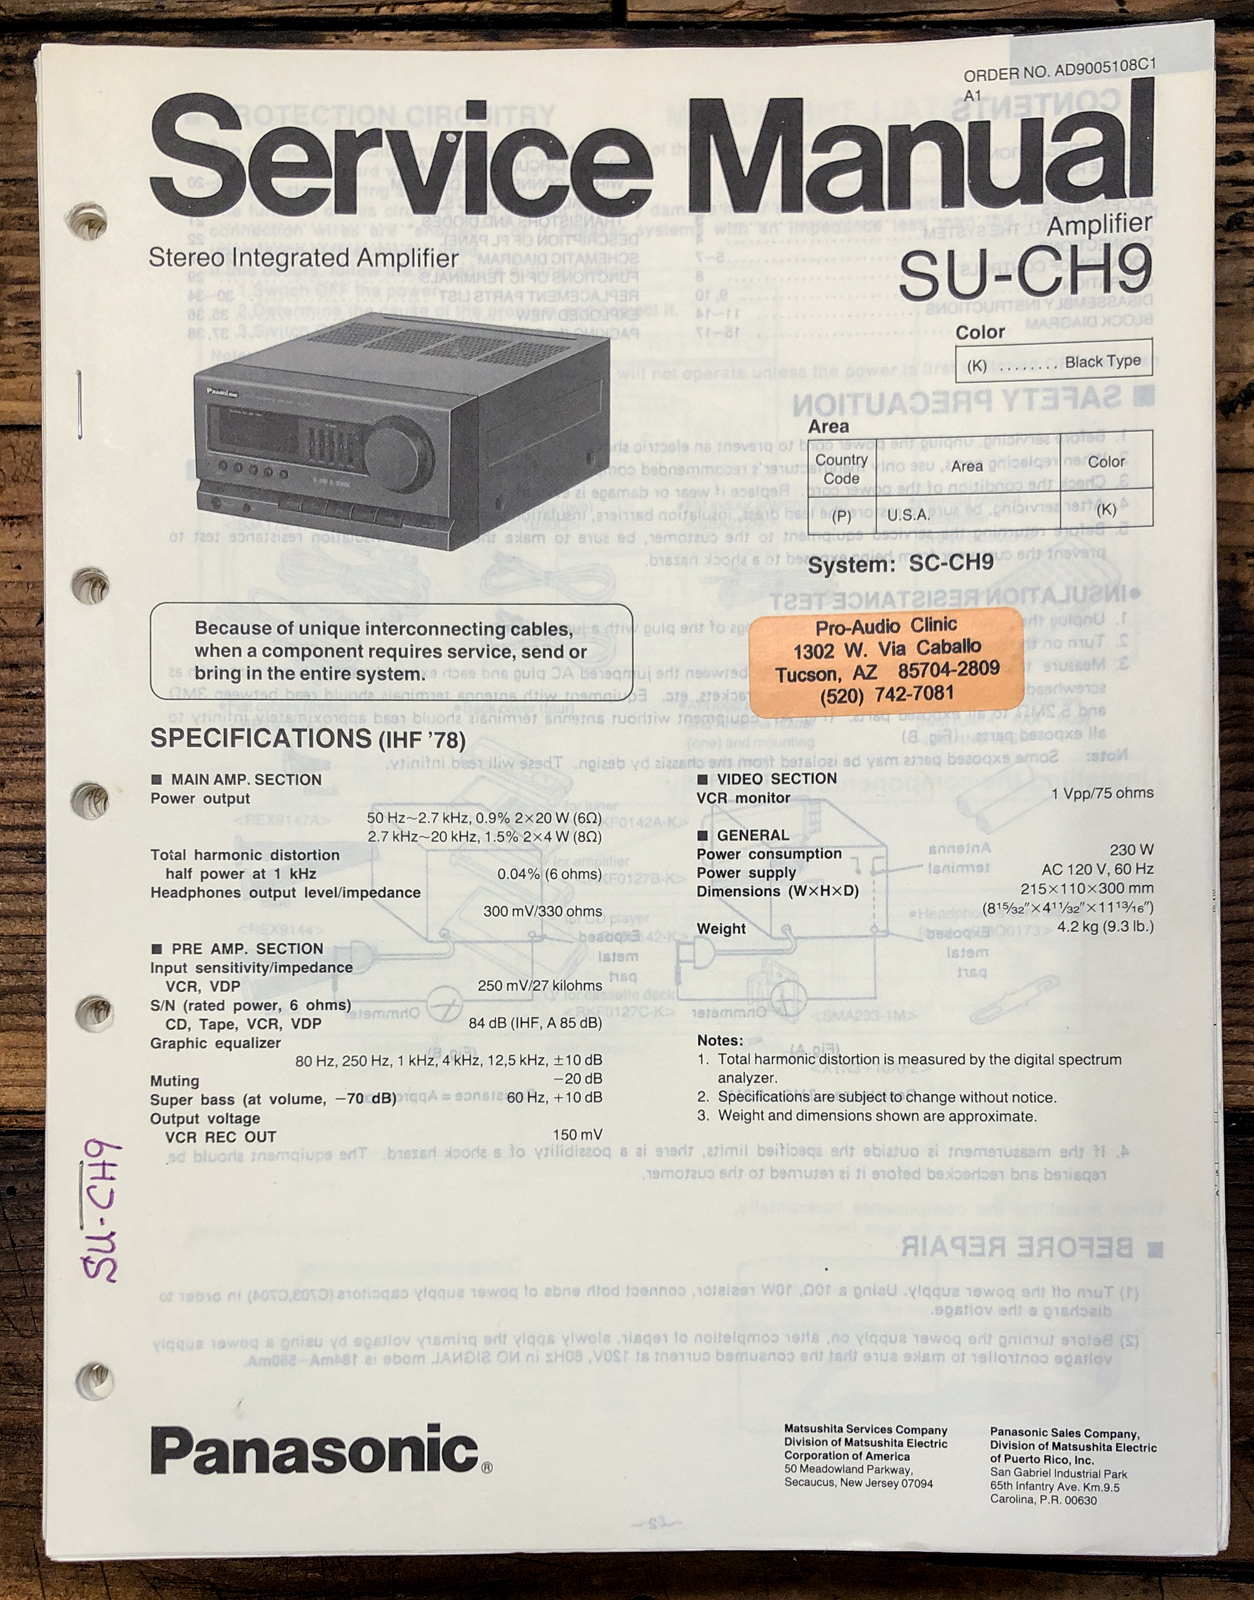 ORDER NO. AD9005108C1
A1
Service Manual
Amplifier
Stereo Integrated Amplifier
SU-CH9
Color
(K) ........ Black Type
Panasonic
Area
Country Code Area Color
(P) U.S.A. (K)
System: SC-CH9
Because of unique interconnecting cables,
when a component requires service, send or
bring in the entire system.
Pro-Audio Clinic
1302 W. Via Caballo
Tucson, AZ 85704-2809
(520) 742-7081
SPECIFICATIONS (IHF '78)
■ MAIN AMP. SECTION
Power output
50 Hz~2.7 kHz, 0.9% 2×20 W (6Ω)
2.7 kHz~20 kHz, 1.5% 2×4 W (8Ω)
Total harmonic distortion
half power at 1 kHz 0.04% (6 ohms)
Headphones output level/impedance
300 mV/330 ohms
■ PRE AMP. SECTION
Input sensitivity/impedance
VCR, VDP 250 mV/27 kilohms
S/N (rated power, 6 ohms)
CD, Tape, VCR, VDP 84 dB (IHF, A 85 dB)
Graphic equalizer
80 Hz, 250 Hz, 1 kHz, 4 kHz, 12,5 kHz, ±10 dB
Muting −20 dB
Super bass (at volume, −70 dB) 60 Hz, +10 dB
Output voltage
VCR REC OUT 150 mV
■ VIDEO SECTION
VCR monitor 1 Vpp/75 ohms
■ GENERAL
Power consumption 230 W
Power supply AC 120 V, 60 Hz
Dimensions (W×H×D) 215×110×300 mm
(8 15/32"×4 11/32"×11 13/16")
Weight 4.2 kg (9.3 lb.)
Notes:
1. Total harmonic distortion is measured by the digital spectrum
analyzer.
2. Specifications are subject to change without notice.
3. Weight and dimensions shown are approximate.
SU-CH9
Panasonic®
Matsushita Services Company
Division of Matsushita Electric
Corporation of America
50 Meadowland Parkway,
Secaucus, New Jersey 07094
Panasonic Sales Company,
Division of Matsushita Electric
of Puerto Rico, Inc.
San Gabriel Industrial Park
65th Infantry Ave. Km.9.5
Carolina, P.R. 00630